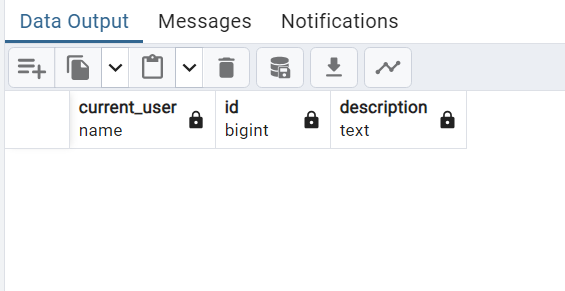 Data Output Messages Notifications
current_user id description
name bigint text